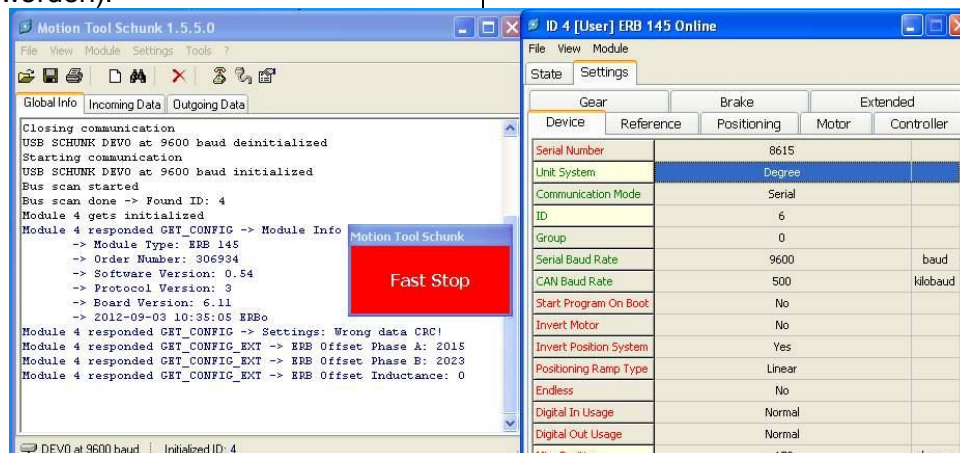 worden).
Motion Tool Schunk 1.5.5.0
File View Module Settings Tools ?
Global Info Incoming Data Outgoing Data
Closing communication
USB SCHUNK DEV0 at 9600 baud deinitialized
Starting communication
USB SCHUNK DEV0 at 9600 baud initialized
Bus scan started
Bus scan done -> Found ID: 4
Module 4 gets initialized
Module 4 responded GET_CONFIG -> Module Info
-> Module Type: ERB 145
-> Order Number: 306934
-> Software Version: 0.54
-> Protocol Version: 3
-> Board Version: 6.11
-> 2012-09-03 10:35:05 ERBo
Module 4 responded GET_CONFIG -> Settings: Wrong data CRC!
Module 4 responded GET_CONFIG_EXT -> ERB Offset Phase A: 2015
Module 4 responded GET_CONFIG_EXT -> ERB Offset Phase B: 2023
Module 4 responded GET_CONFIG_EXT -> ERB Offset Inductance: 0
DEV0 at 9600 baud Initialized ID: 4
Motion Tool Schunk
Fast Stop
ID 4 [User] ERB 145 Online
File View Module
State Settings
Gear Brake Extended
Device Reference Positioning Motor Controller
Serial Number 8615
Unit System Degree
Communication Mode Serial
ID 6
Group 0
Serial Baud Rate 9600 baud
CAN Baud Rate 500 kilobaud
Start Program On Boot No
Invert Motor No
Invert Position System Yes
Positioning Ramp Type Linear
Endless No
Digital In Usage Normal
Digital Out Usage Normal